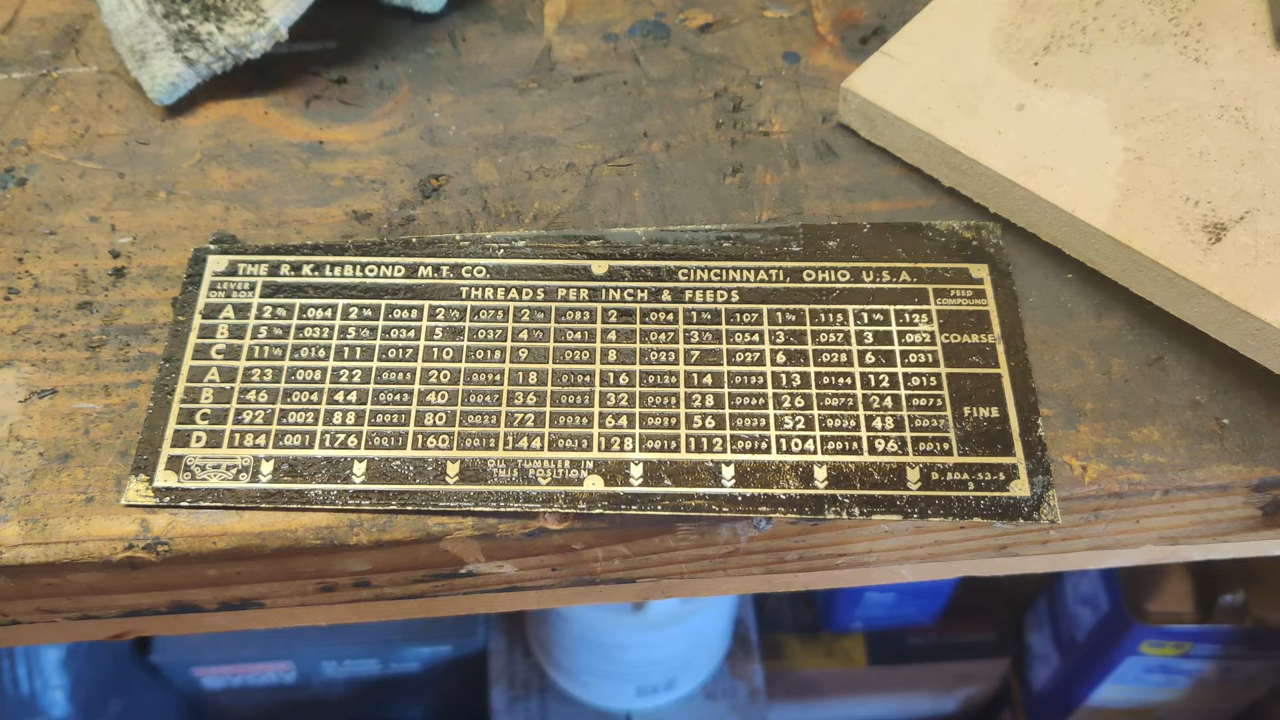 THE R. K. LEBLOND M.T. CO. CINCINNATI, OHIO. U.S.A.
LEVER ON BOX THREADS PER INCH & FEEDS FEED COMPOUND
A 2⅞ .064 2¾ .068 2½ .075 2¼ .083 2 .094 1¾ .107 1⅝ .115 1½ .125
B 5¾ .032 5½ .034 5 .037 4½ .041 4 .047 3½ .054 3¼ .057 3 .062 COARSE
C 11½ .016 11 .017 10 .018 9 .020 8 .023 7 .027 6½ .028 6 .031
A 23 .008 22 .0085 20 .0094 18 .0104 16 14 .0133 13 .0144 12 .015
B 46 .004 44 .0043 40 .0047 36 .0052 32 .0058 28 .0066 26 .0072 24 .0075 FINE
C 92 .002 88 .0021 80 .0023 72 .0026 64 .0029 56 .0033 52 .0036 48 .0037
D 184 .001 176 .0011 160 .0012 144 .0013 128 .0015 112 .0016 104 .0018 96 .0019
OIL TUMBLER IN
THIS POSITION